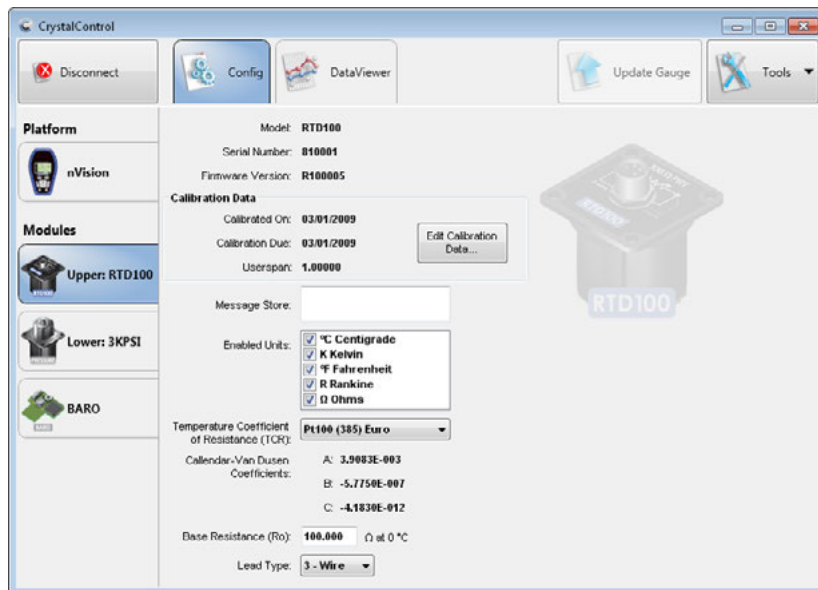 CrystalControl
Disconnect
Config
DataViewer
Update Gauge
Tools
Platform
nVision
Modules
Upper: RTD100
RTD100
Lower: 3KPSI
PRESSURE
BARO
BARO
Model: RTD100
Serial Number: 810001
Firmware Version: R100005
Calibration Data
Calibrated On: 03/01/2009
Calibration Due: 03/01/2009
Userspan: 1.00000
Edit Calibration
Data...
Message Store:
Enabled Units:
°C Centigrade
K Kelvin
°F Fahrenheit
R Rankine
Ω Ohms
Temperature Coefficient
of Resistance (TCR):
Pt100 (385) Euro
Callendar-Van Dusen
Coefficients:
A: 3.9083E-003
B: -5.7750E-007
C: -4.1830E-012
Base Resistance (Ro): 100.000 Ω at 0 °C
Lead Type: 3 - Wire
RTD100
RTD100